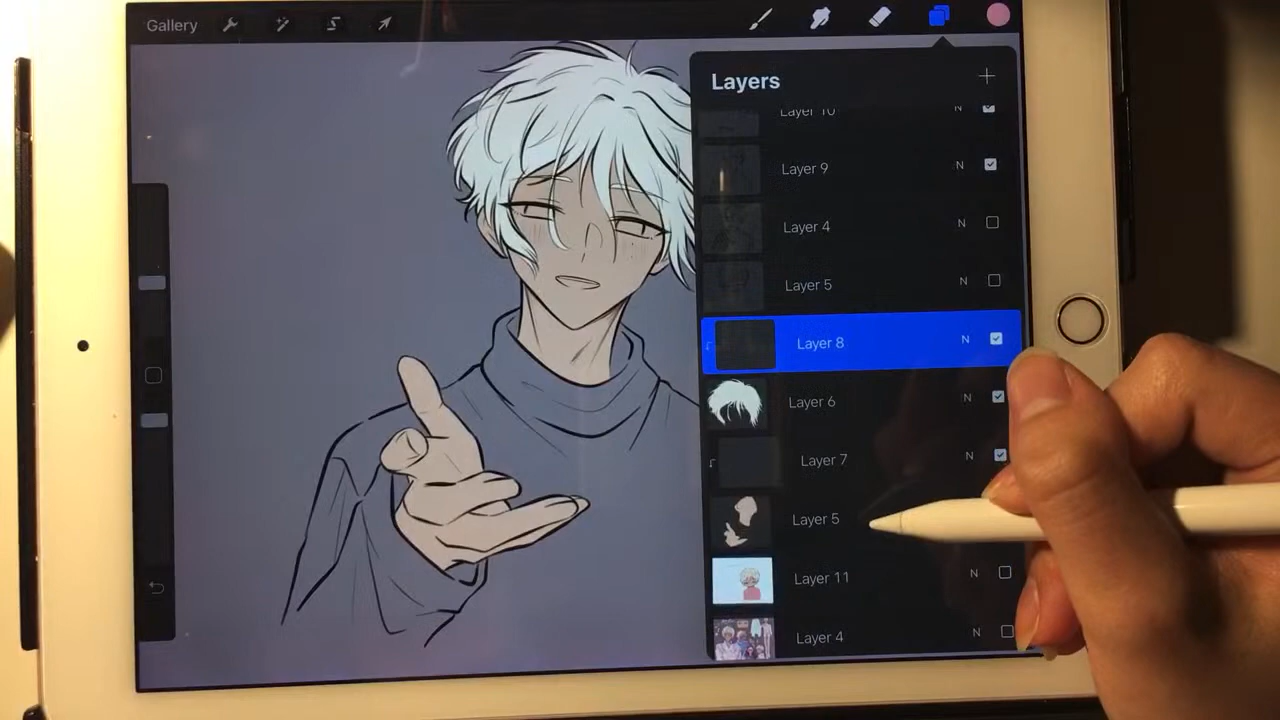 Gallery
Layers
Layer 10 N
Layer 9 N
Layer 4 N
Layer 5 N
Layer 8 N
Layer 6 N
Layer 7 N
Layer 5
Layer 11 N
Layer 4 N